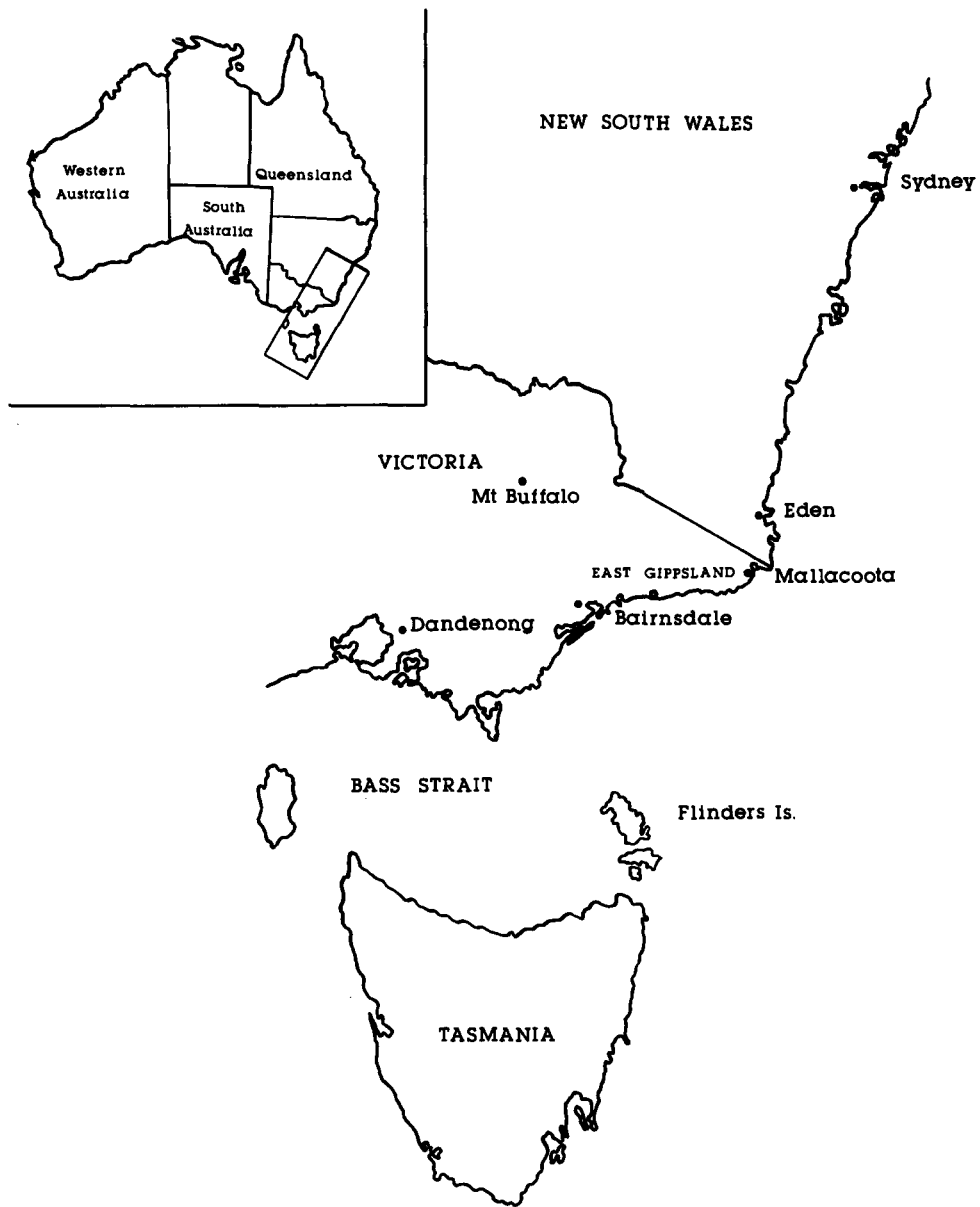 NEW SOUTH WALES
Sydney
Western
Australia
Queensland
South
Australia
VICTORIA
Mt Buffalo
Eden
EAST GIPPSLAND
Mallacoota
Bairnsdale
Dandenong
BASS STRAIT
Flinders Is.
TASMANIA